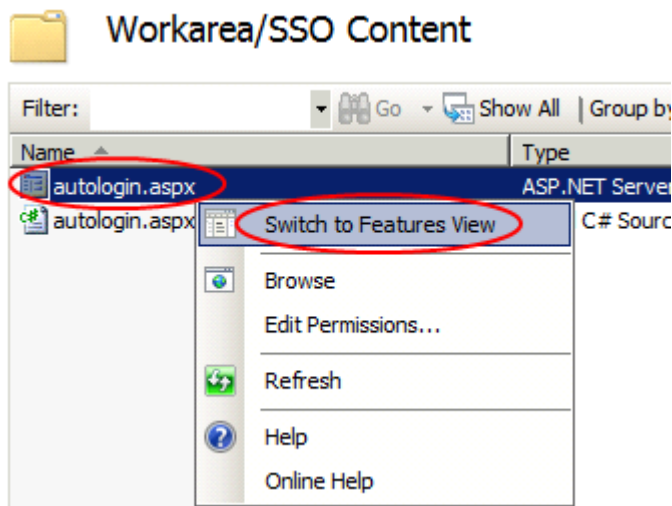 Workarea/SSO Content
Filter: Go Show All Group by
Name Type
autologin.aspx ASP.NET Server
autologin.aspx C# Sourc
Switch to Features View
Browse
Edit Permissions...
Refresh
Help
Online Help